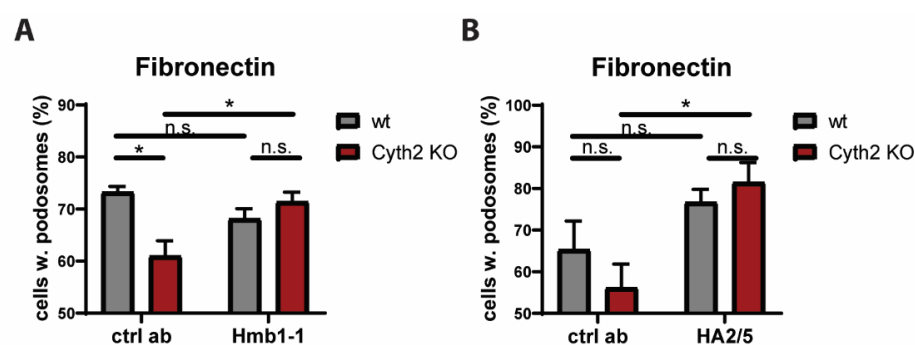 A
Fibronectin
cells w. podosomes (%)
90
80
70
60
50
*
n.s.
*
n.s.
ctrl ab
Hmb1-1
wt
Cyth2 KO
B
Fibronectin
cells w. podosomes (%)
100
90
80
70
60
50
*
n.s.
n.s.
n.s.
ctrl ab
HA2/5
wt
Cyth2 KO